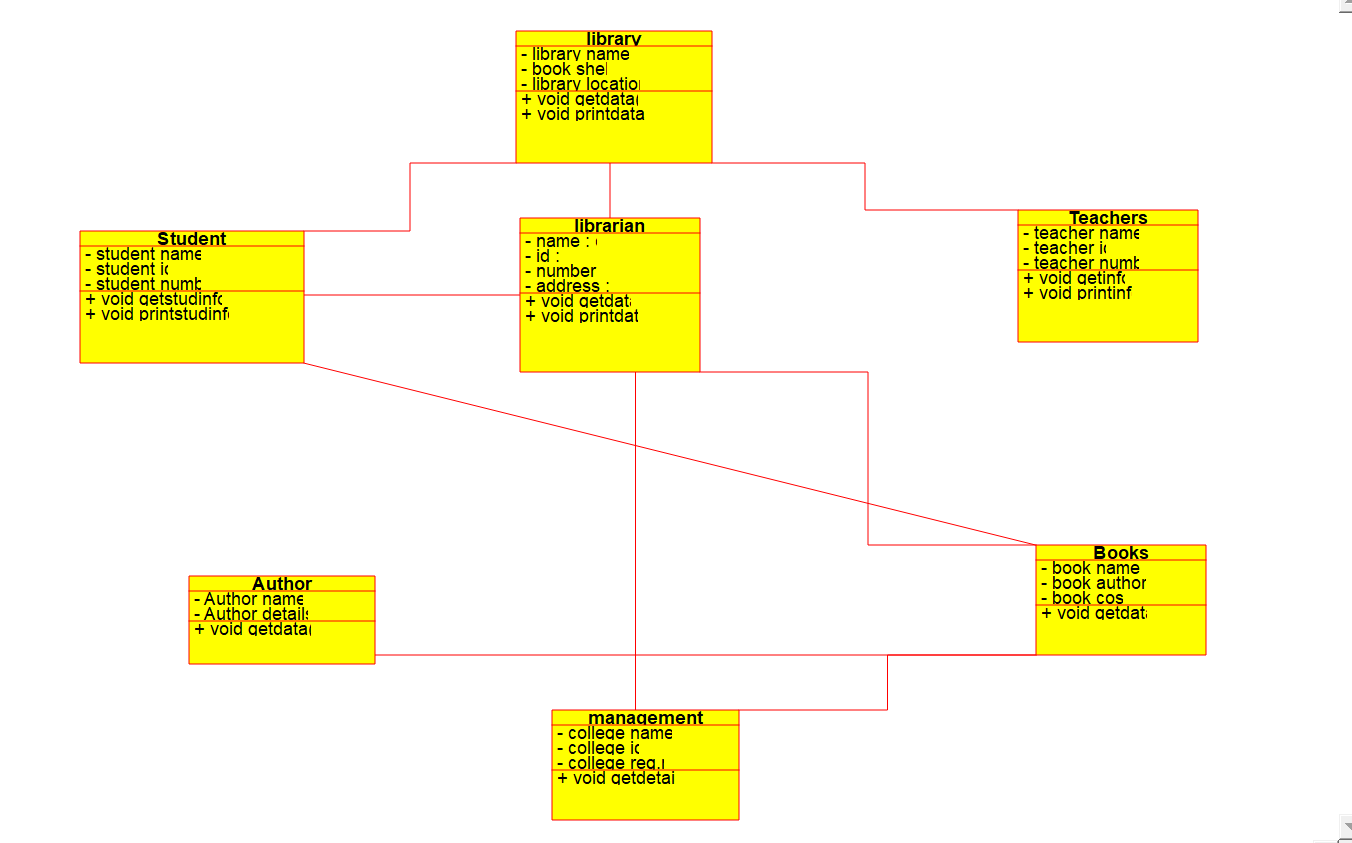 library
- library name
- book shel
- library locatio
+ void getdata(
+ void printdata
Student
- student name
- student i
- student numb
+ void getstudinfo
+ void printstudinf
librarian
- name :
- id :
- number
- address :
+ void getdat
+ void printdat
Teachers
- teacher name
- teacher i
- teacher numb
+ void getinfo
+ void printinf
Author
- Author name
- Author details
+ void getdata(
Books
- book name
- book author
- book cos
+ void getdat
management
- college name
- college i
- college reg.
+ void getdetai